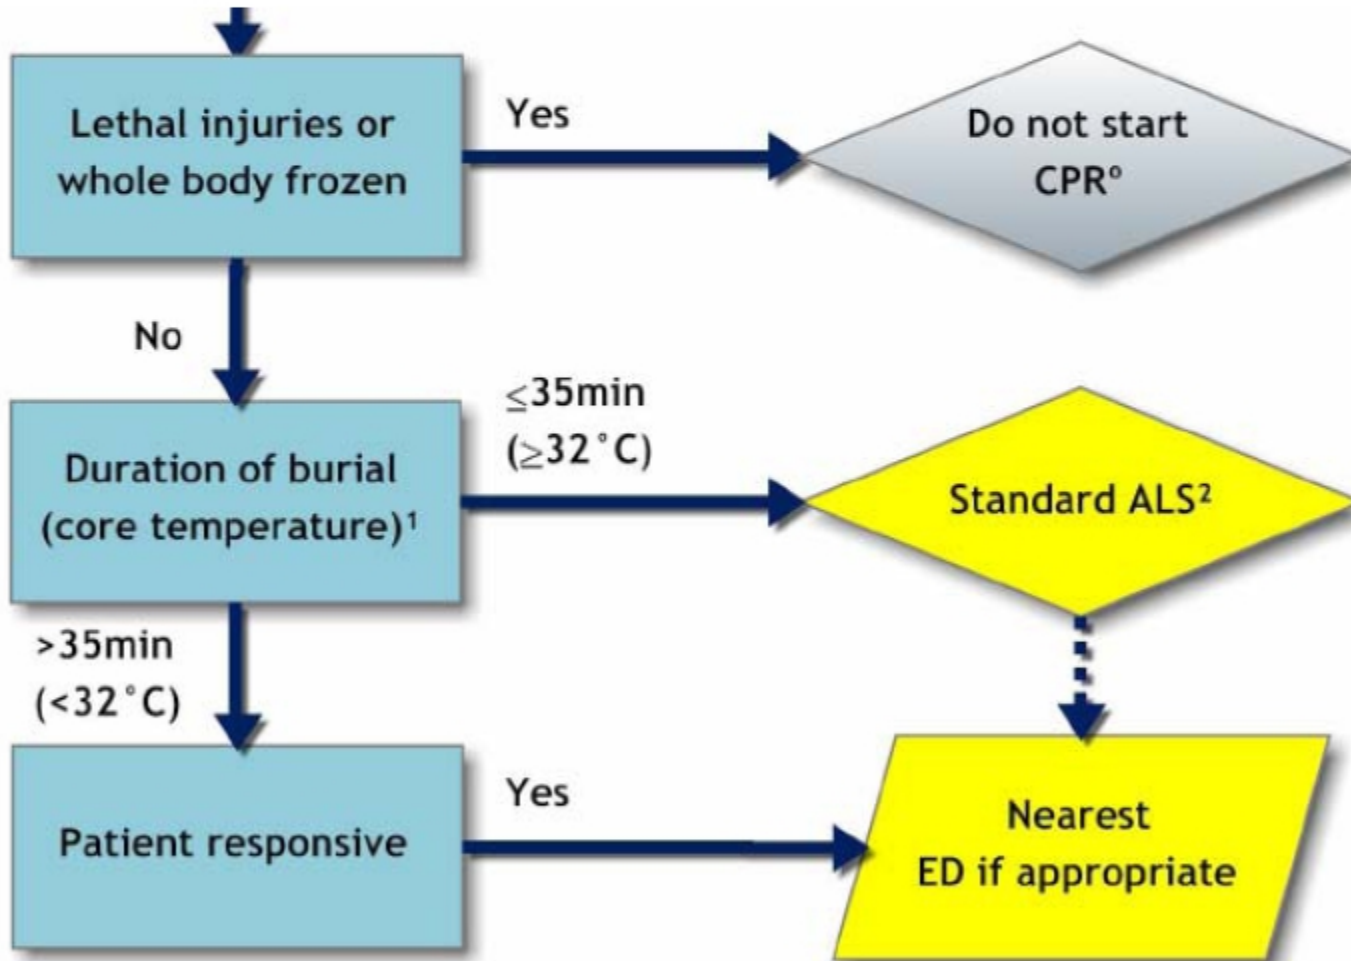 Lethal injuries or
whole body frozen
Yes
Do not start
CPRº
No
Duration of burial
(core temperature)¹
≤35min
(≥32°C)
Standard ALS²
>35min
(<32°C)
Patient responsive
Yes
Nearest
ED if appropriate